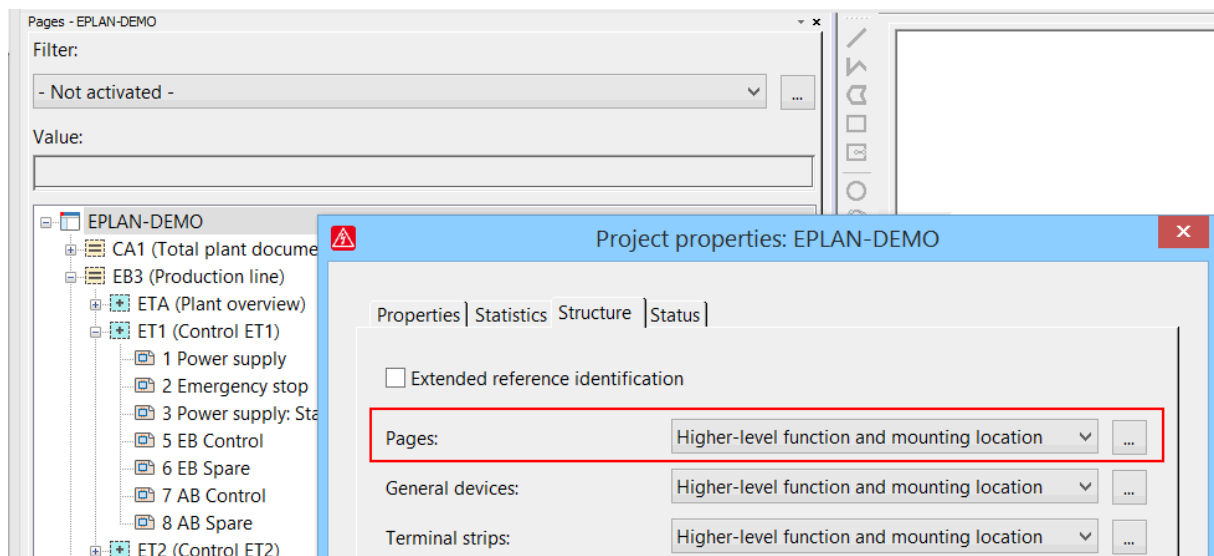 Pages - EPLAN-DEMO
Filter:
- Not activated -
...
Value:
EPLAN-DEMO
CA1 (Total plant docume
EB3 (Production line)
ETA (Plant overview)
ET1 (Control ET1)
1 Power supply
2 Emergency stop
3 Power supply: Sta
5 EB Control
6 EB Spare
7 AB Control
8 AB Spare
ET2 (Control ET2)
Project properties: EPLAN-DEMO
Properties Statistics Structure Status
Extended reference identification
Pages: Higher-level function and mounting location ...
General devices: Higher-level function and mounting location ...
Terminal strips: Higher-level function and mounting location ...